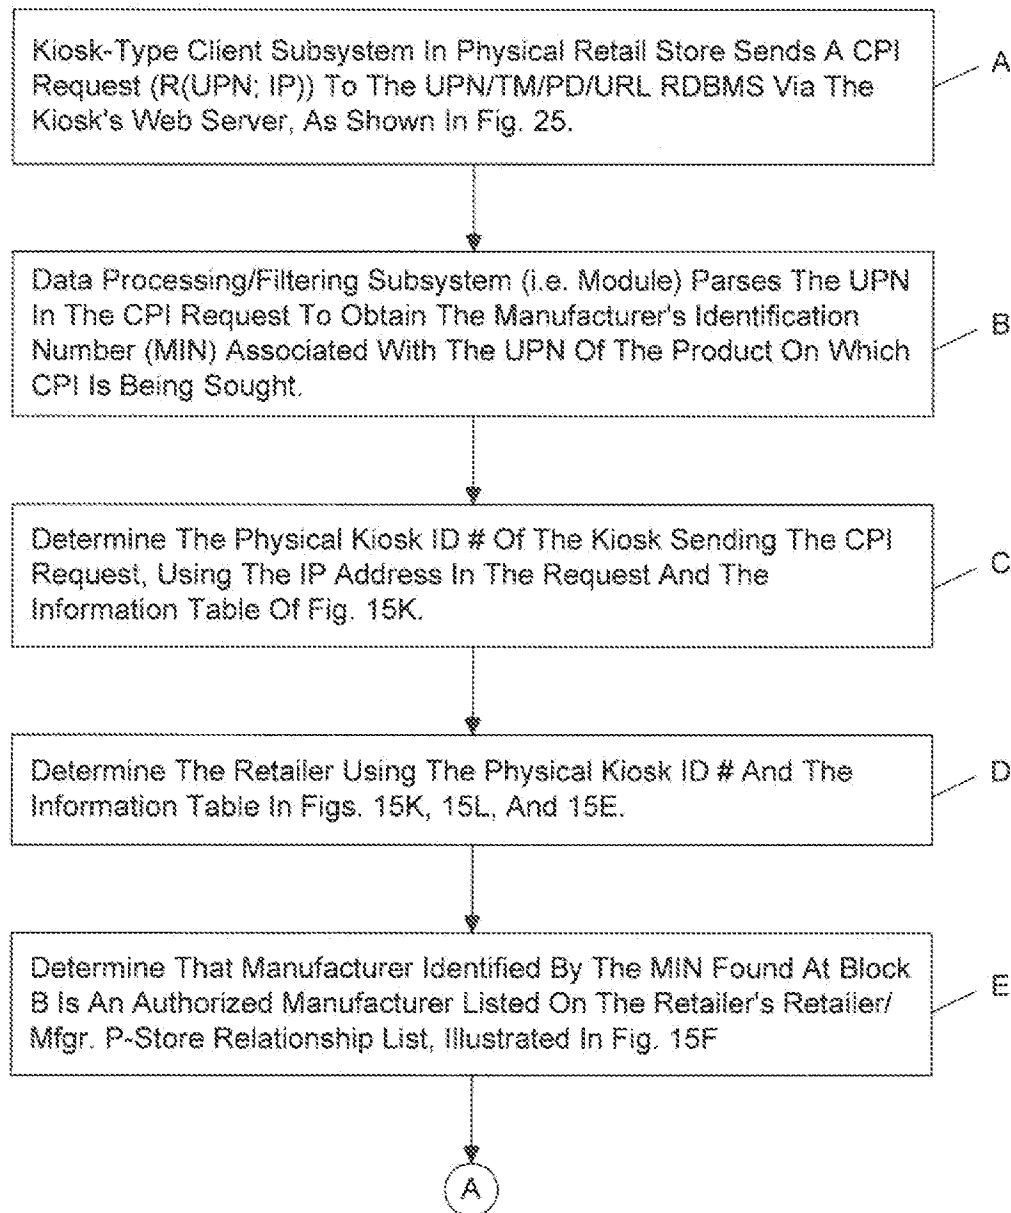 Kiosk-Type Client Subsystem In Physical Retail Store Sends A CPI
Request (R(UPN; IP)) To The UPN/TM/PD/URL RDBMS Via The
Kiosk's Web Server, As Shown In Fig. 25.
A
Data Processing/Filtering Subsystem (i.e. Module) Parses The UPN
In The CPI Request To Obtain The Manufacturer's Identification
Number (MIN) Associated With The UPN Of The Product On Which
CPI Is Being Sought.
B
Determine The Physical Kiosk ID # Of The Kiosk Sending The CPI
Request, Using The IP Address In The Request And The
Information Table Of Fig. 15K.
C
Determine The Retailer Using The Physical Kiosk ID # And The
Information Table In Figs. 15K, 15L, And 15E.
D
Determine That Manufacturer Identified By The MIN Found At Block
B Is An Authorized Manufacturer Listed On The Retailer's Retailer/
Mfgr. P-Store Relationship List, Illustrated In Fig. 15F
E
A